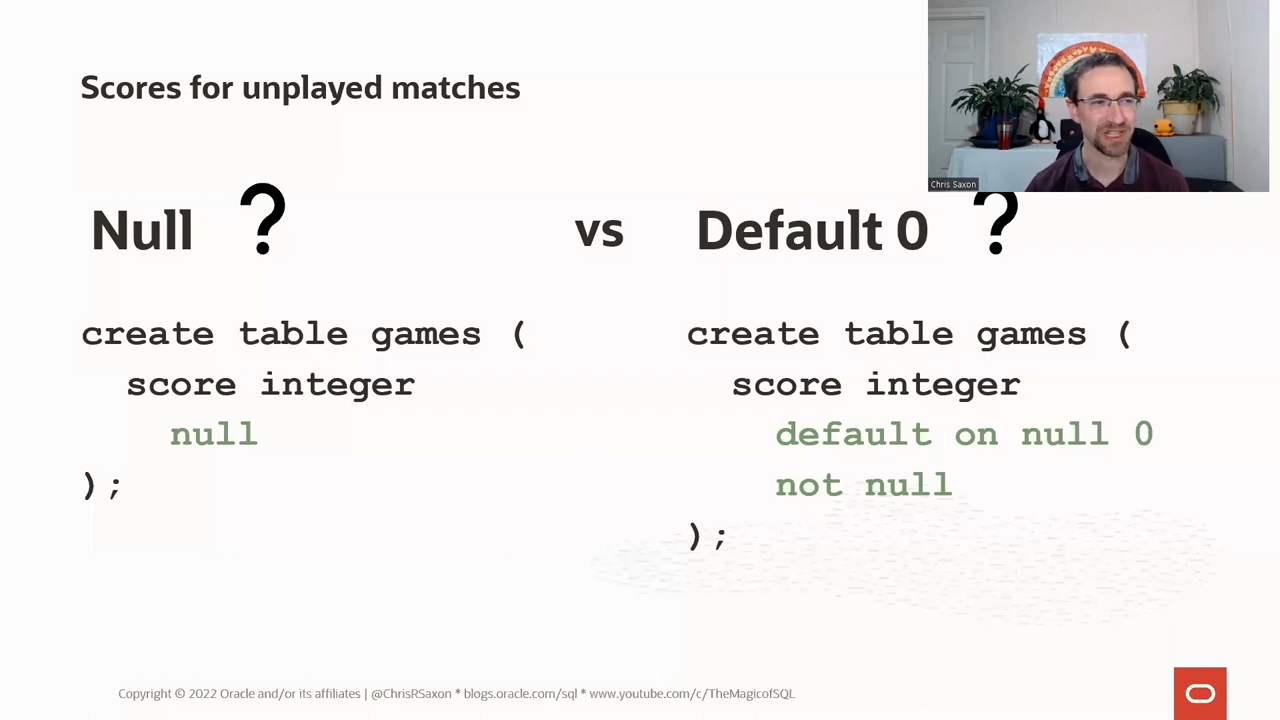 Scores for unplayed matches
Chris Saxon
Null ? vs Default 0 ?
create table games (
score integer
null
);
create table games (
score integer
default on null 0
not null
);
Copyright © 2022 Oracle and/or its affiliates | @ChrisRSaxon * blogs.oracle.com/sql * www.youtube.com/c/TheMagicofSQL